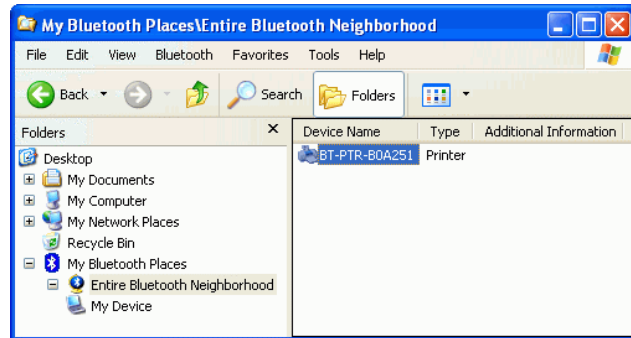 My Bluetooth Places\Entire Bluetooth Neighborhood
File Edit View Bluetooth Favorites Tools Help
Back Search Folders
Folders × Device Name Type Additional Information
Desktop BT-PTR-B0A251 Printer
My Documents
My Computer
My Network Places
Recycle Bin
My Bluetooth Places
Entire Bluetooth Neighborhood
My Device